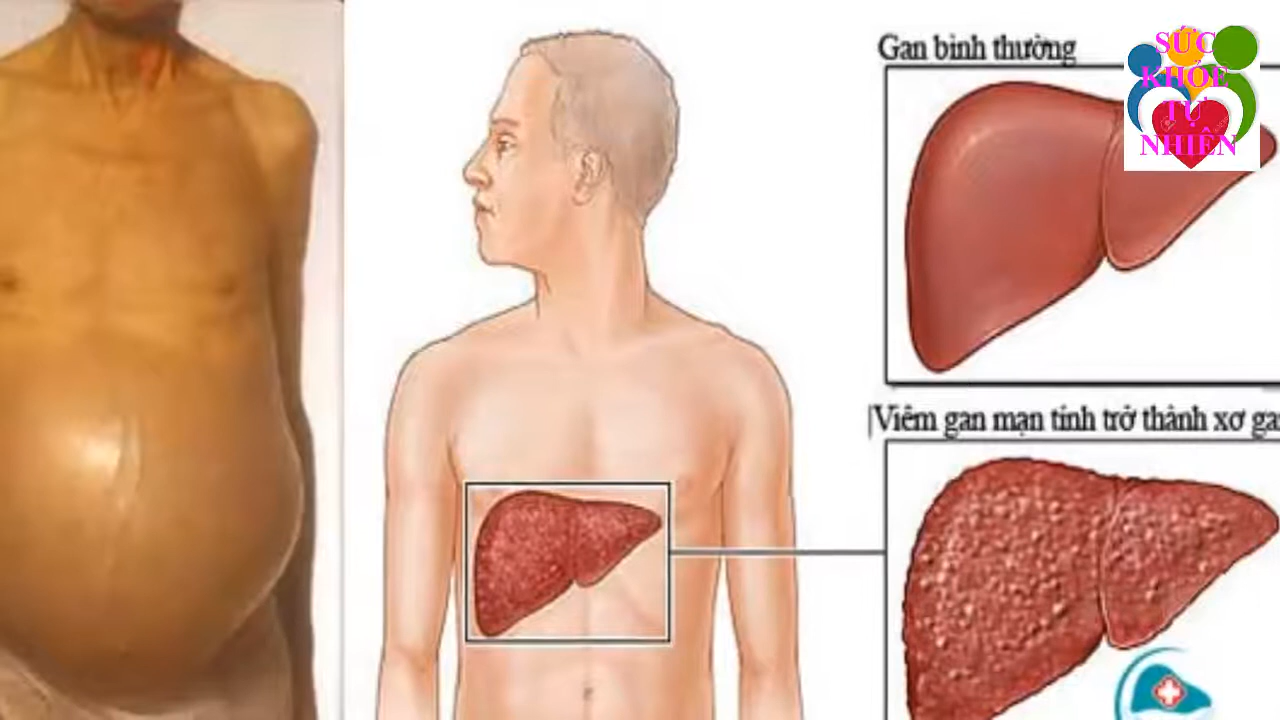 Gan bình thường
SỨC
KHỎE
TỰ
NHIÊN
Viêm gan mạn tính trở thành xơ ga